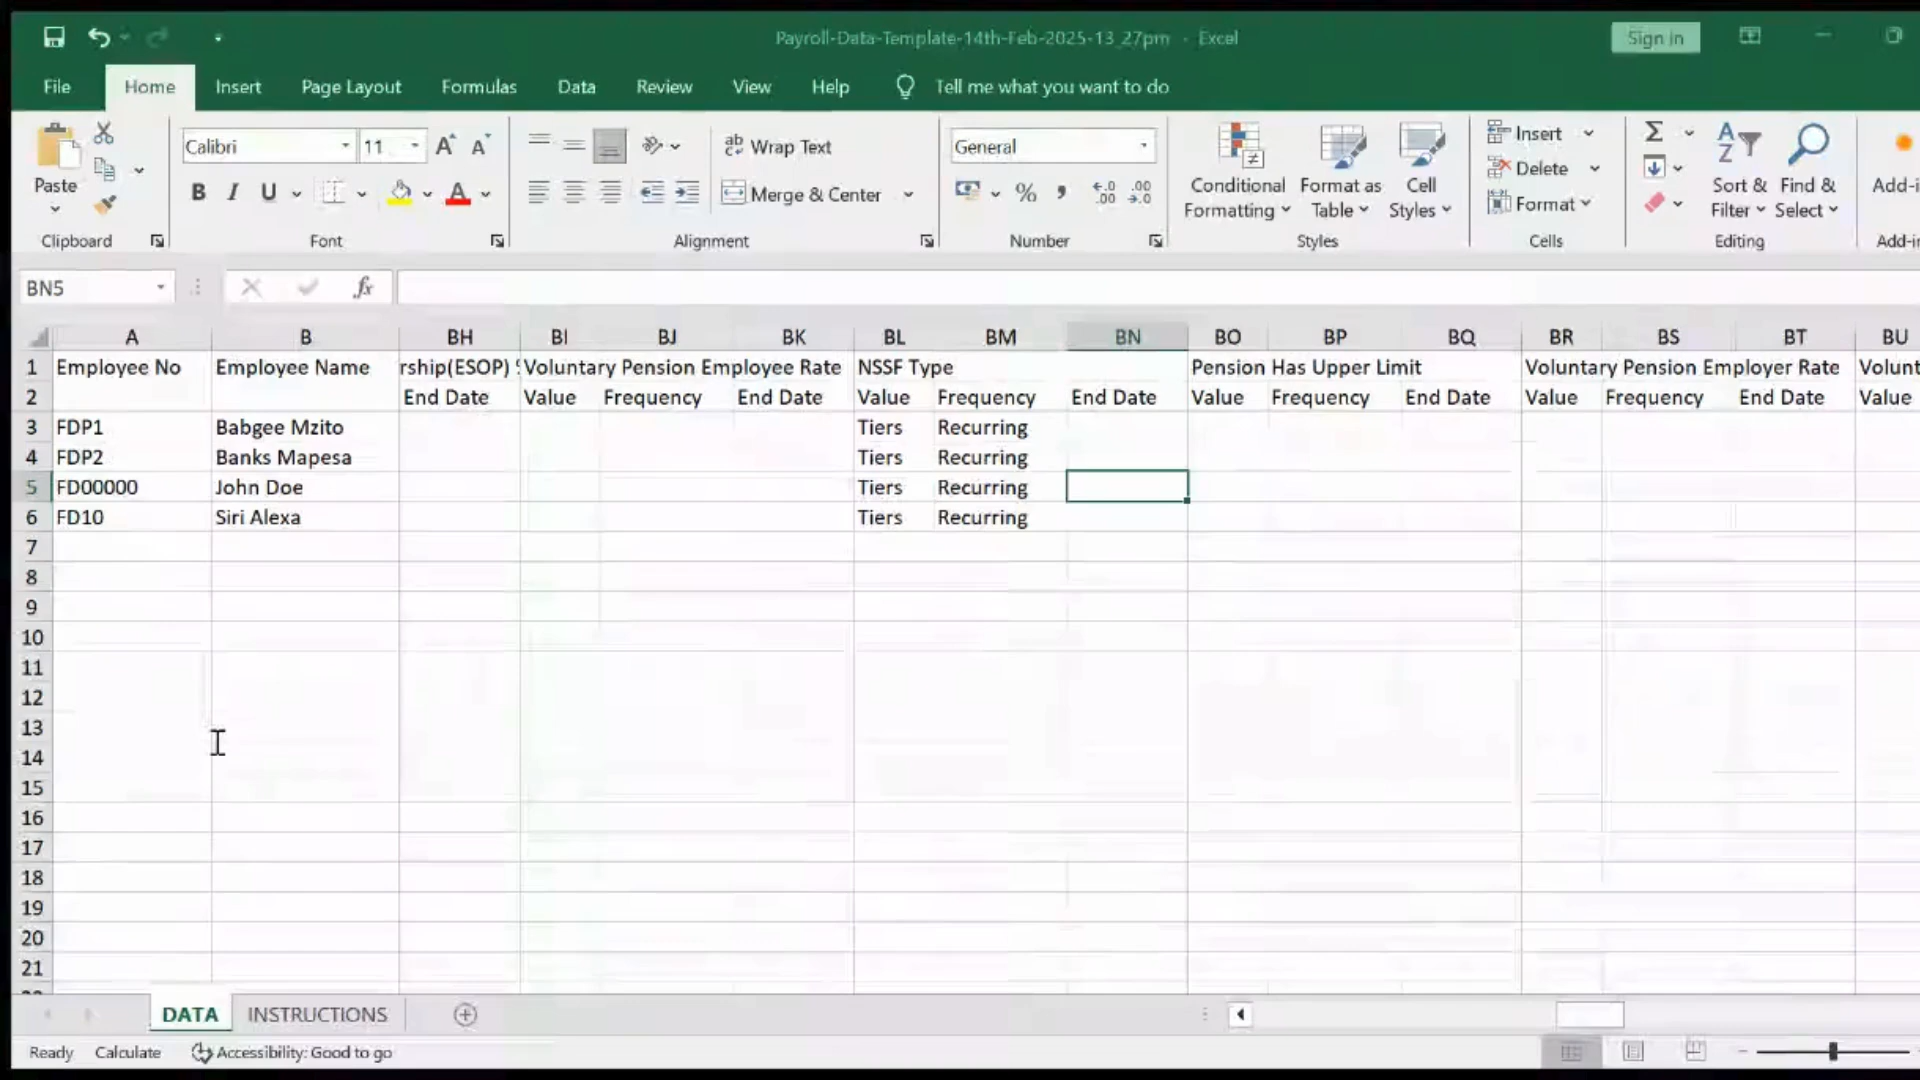 Payroll-Data-Template-14th-Feb-2025-13_27pm - Excel
Sign in
File Home Insert Page Layout Formulas Data Review View Help Tell me what you want to do
Calibri 11 A A
ab Wrap Text
General
Insert
Delete
Format
Paste
B I U A
Merge & Center
% , .00
Conditional Formatting
Format as Table
Cell Styles
Sort & Filter
Find & Select
Clipboard Font Alignment Number Styles Cells Editing
BN5 fx
A B BH BI BJ BK BL BM BN BO BP BQ BR BS BT BU
1 Employee No Employee Name rship(ESOP) Voluntary Pension Employee Rate NSSF Type Pension Has Upper Limit Voluntary Pension Employer Rate Volunt
2 End Date Value Frequency End Date Value Frequency End Date Value Frequency End Date Value Frequency End Date Value
3 FDP1 Babgee Mzito Tiers Recurring
4 FDP2 Banks Mapesa Tiers Recurring
5 FD00000 John Doe Tiers Recurring
6 FD10 Siri Alexa Tiers Recurring
7
8
9
10
11
12
13
14
15
16
17
18
19
20
21
DATA INSTRUCTIONS
Ready Calculate Accessibility: Good to go